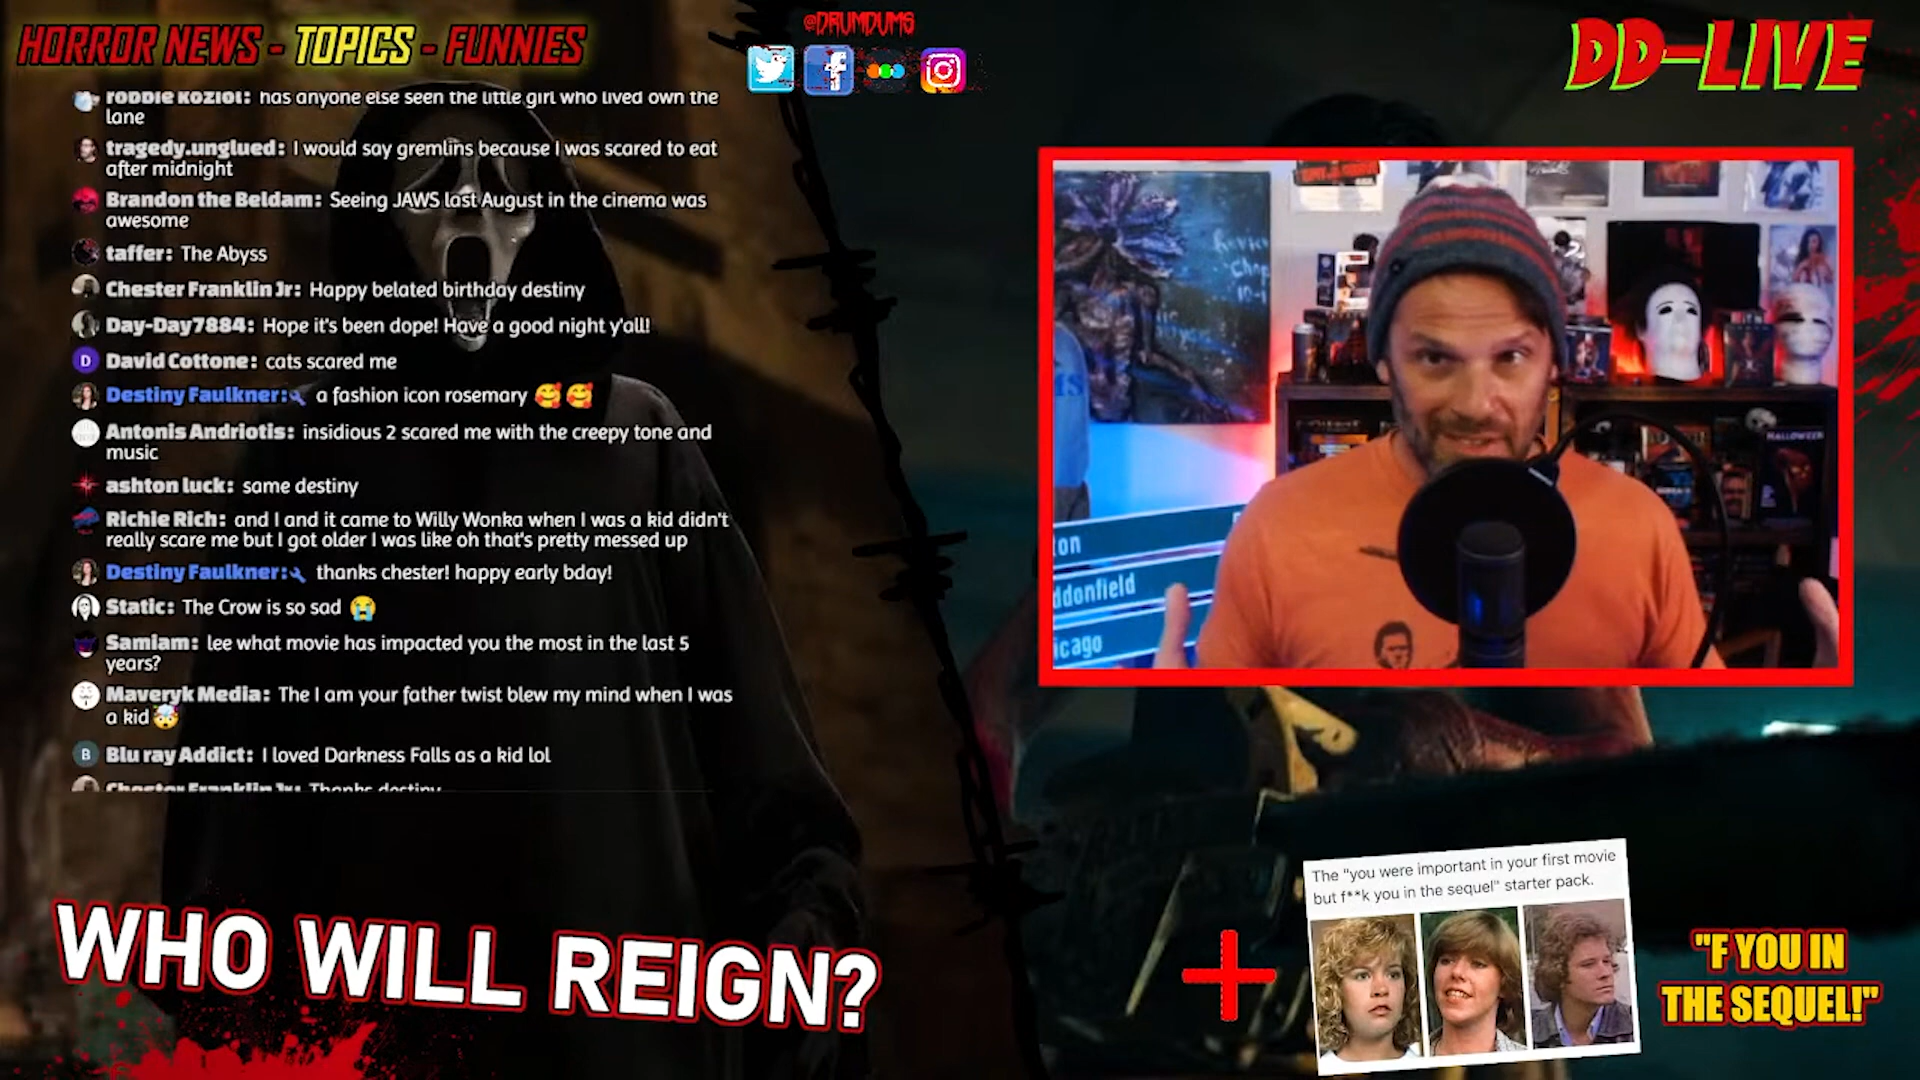 HORROR NEWS - TOPICS - FUNNIES
@DRUMDUMS
DD-LIVE
robbie koziol: has anyone else seen the little girl who lived own the
lane
tragedy.unglued: I would say gremlins because I was scared to eat
after midnight
Brandon the Beldam: Seeing JAWS last August in the cinema was
awesome
taffer: The Abyss
Chester Franklin Jr: Happy belated birthday destiny
Day-Day7884: Hope it's been dope! Have a good night y'all!
D David Cottone: cats scared me
Destiny Faulkner: a fashion icon rosemary 🥰 🥰
Antonis Andriotis: insidious 2 scared me with the creepy tone and
music
ashton luck: same destiny
Richie Rich: and I and it came to Willy Wonka when I was a kid didn't
really scare me but I got older I was like oh that's pretty messed up
Destiny Faulkner: thanks chester! happy early bday!
Static: The Crow is so sad 😭
Samiam: lee what movie has impacted you the most in the last 5
years?
Maveryk Media: The I am your father twist blew my mind when I was
a kid 🤯
B Blu ray Addict: I loved Darkness Falls as a kid lol
Chester Franklin Jr: Thanks destiny
HALLOWEEN
ton
ddonfield
icago
WHO WILL REIGN?
The "you were important in your first movie
but f**k you in the sequel" starter pack.
"F YOU IN
THE SEQUEL!"